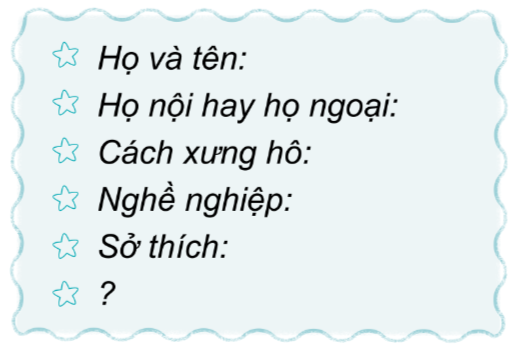 Họ và tên:
Họ nội hay họ ngoại:
Cách xưng hô:
Nghề nghiệp:
Sở thích:
?